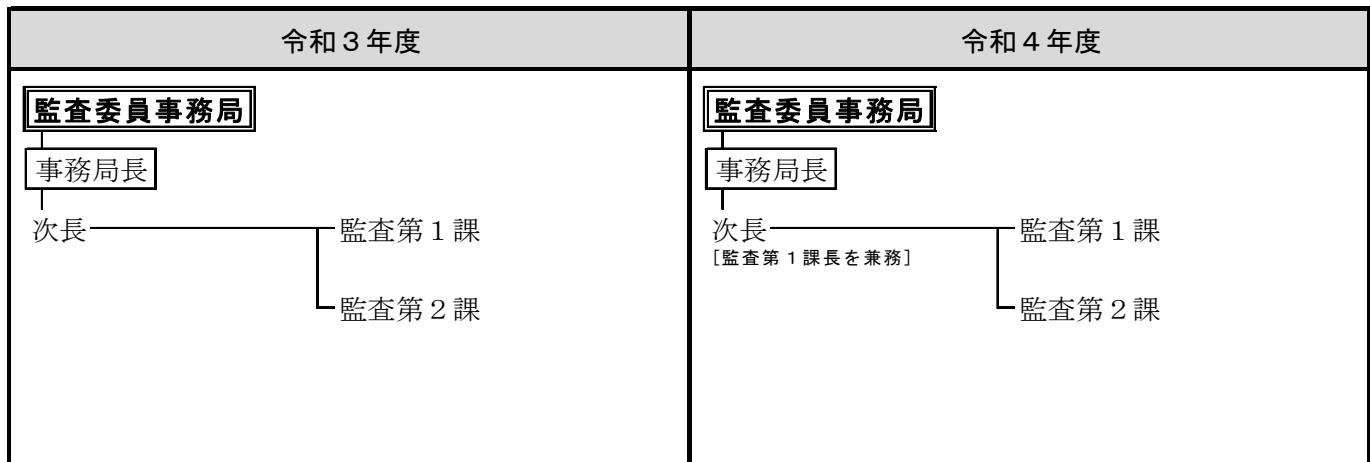 令和３年度
監査委員事務局
事務局長
次長
監査第１課
監査第２課
令和４年度
監査委員事務局
事務局長
次長
監査第１課
[監査第１課長を兼務]
監査第２課